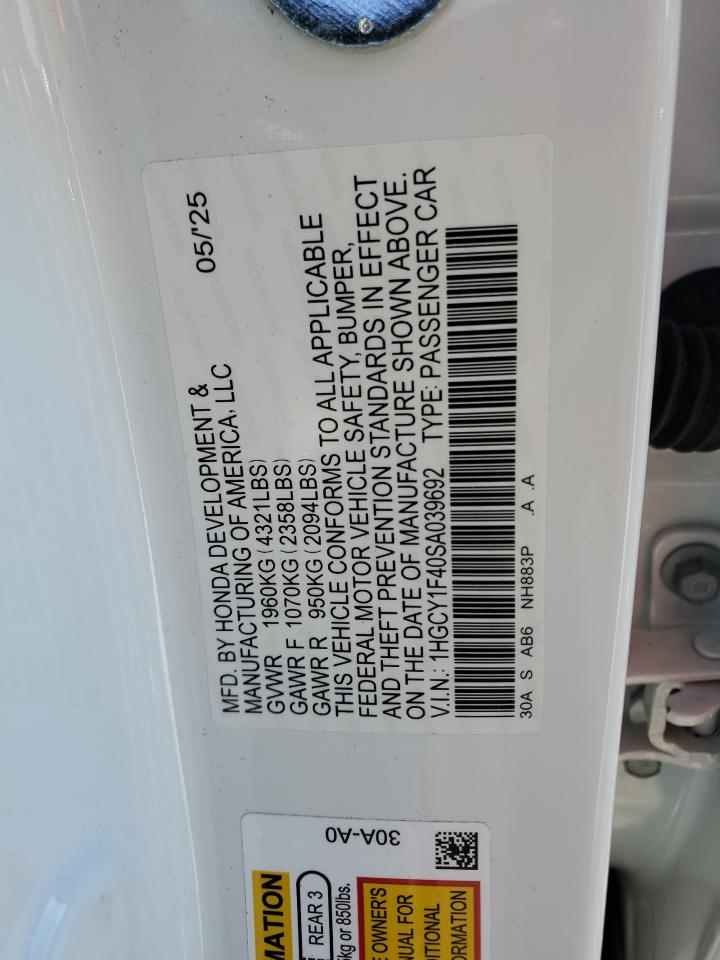 MFD. BY HONDA DEVELOPMENT & 05/'25
MANUFACTURING OF AMERICA, LLC
GVWR 1960KG (4321LBS)
GAWR F 1070KG (2358LBS)
GAWR R 950KG (2094LBS)
THIS VEHICLE CONFORMS TO ALL APPLICABLE
FEDERAL MOTOR VEHICLE SAFETY, BUMPER,
AND THEFT PREVENTION STANDARDS IN EFFECT
ON THE DATE OF MANUFACTURE SHOWN ABOVE.
V.I.N.: 1HGCY1F40SA039692 TYPE: PASSENGER CAR
30A S AB6 NH883P .A .A
30A-A0
MATION
REAR 3
kg or 850lbs.
OWNER'S
FOR